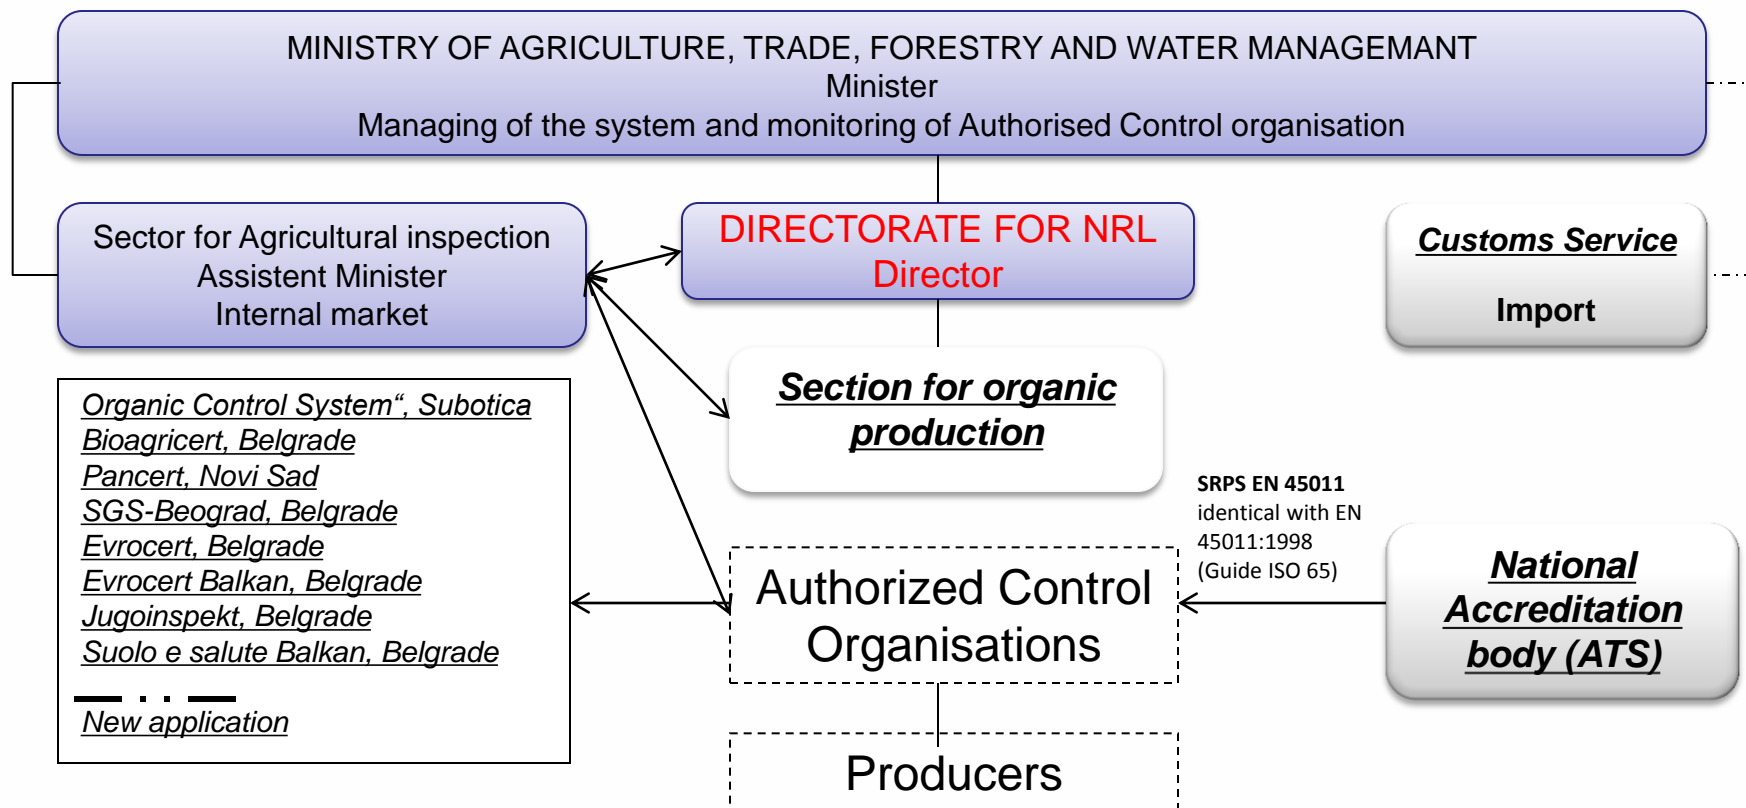 MINISTRY OF AGRICULTURE, TRADE, FORESTRY AND WATER MANAGEMANT
Minister
Managing of the system and monitoring of Authorised Control organisation
Sector for Agricultural inspection
Assistent Minister
Internal market
DIRECTORATE FOR NRL
Director
Customs Service
Import
Section for organic
production
Organic Control System“, Subotica
Bioagricert, Belgrade
Pancert, Novi Sad
SGS-Beograd, Belgrade
Evrocert, Belgrade
Evrocert Balkan, Belgrade
Jugoinspekt, Belgrade
Suolo e salute Balkan, Belgrade
New application
SRPS EN 45011
identical with EN
45011:1998
(Guide ISO 65)
Authorized Control
Organisations
National
Accreditation
body (ATS)
Producers